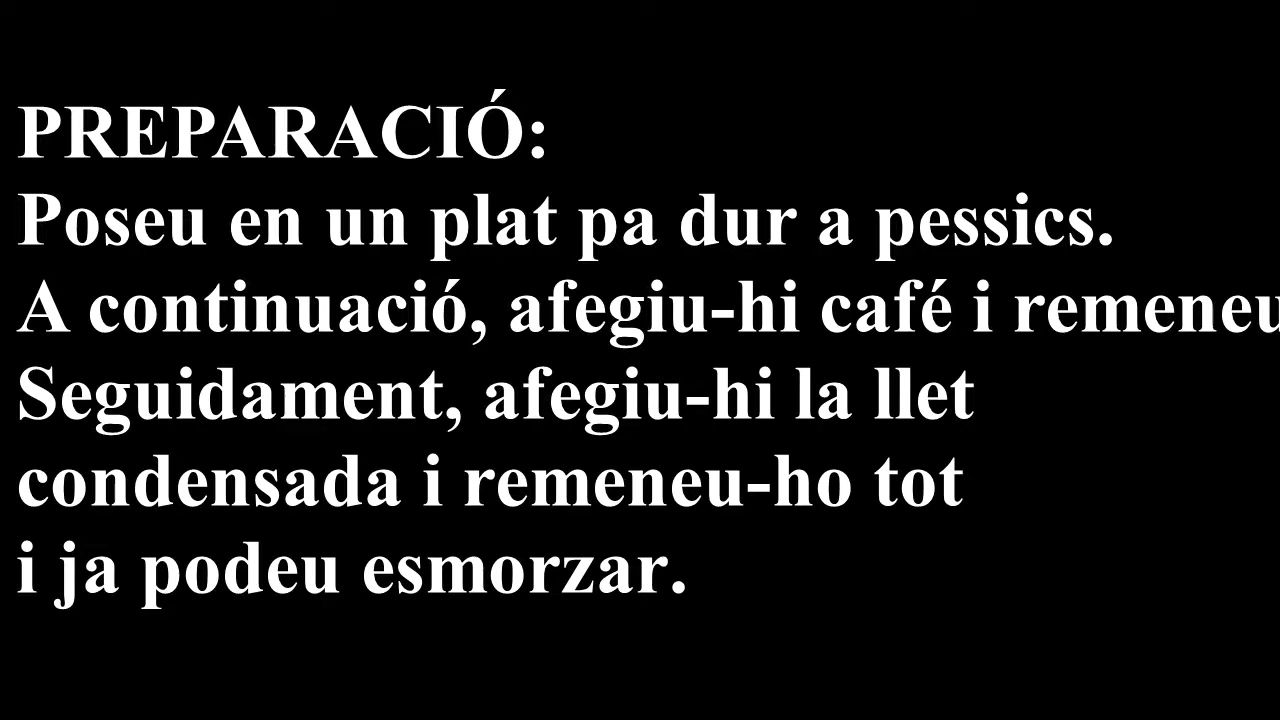 PREPARACIÓ:
Poseu en un plat pa dur a pessics.
A continuació, afegiu-hi café i remeneu
Seguidament, afegiu-hi la llet
condensada i remeneu-ho tot
i ja podeu esmorzar.